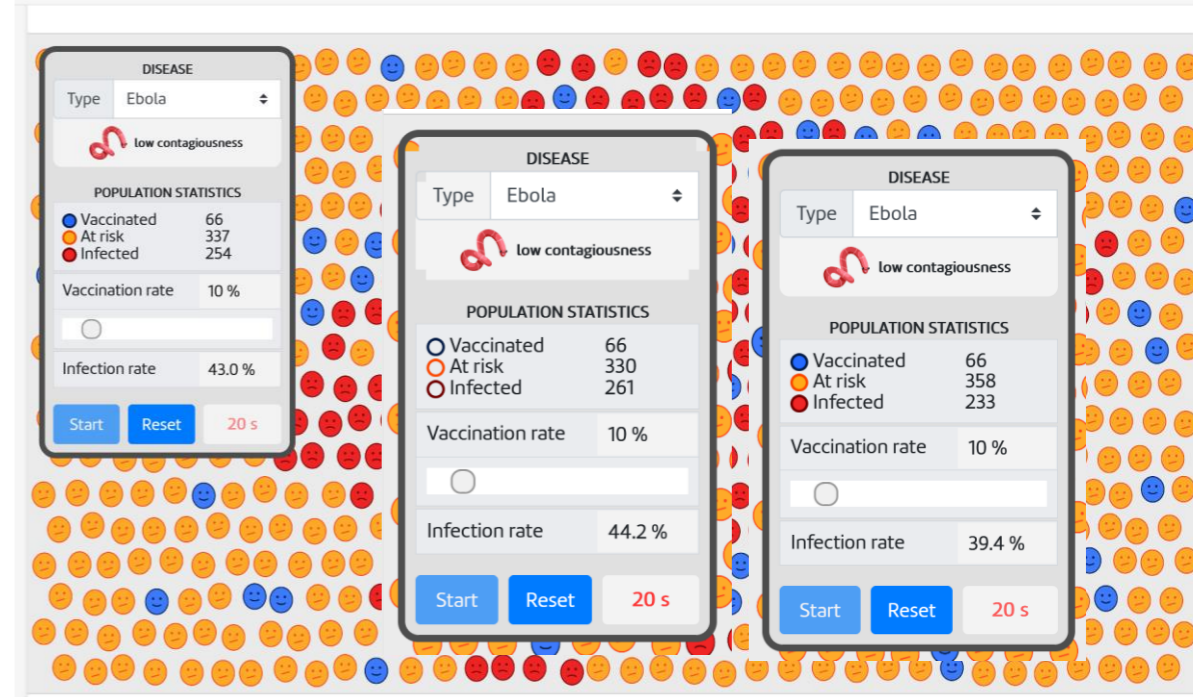 DISEASE
Type Ebola
low contagiousness
POPULATION STATISTICS
Vaccinated 66
At risk 337
Infected 254
Vaccination rate 10 %
Infection rate 43.0 %
Start Reset 20 s
DISEASE
Type Ebola
low contagiousness
POPULATION STATISTICS
Vaccinated 66
At risk 330
Infected 261
Vaccination rate 10 %
Infection rate 44.2 %
Start Reset 20 s
DISEASE
Type Ebola
low contagiousness
POPULATION STATISTICS
Vaccinated 66
At risk 358
Infected 233
Vaccination rate 10 %
Infection rate 39.4 %
Start Reset 20 s